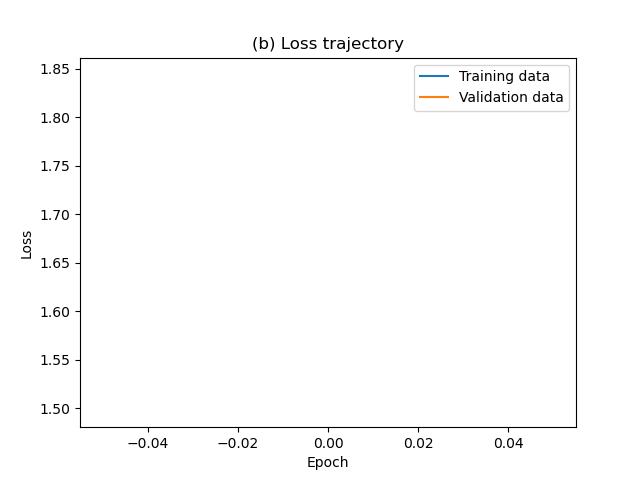 (b) Loss trajectory
Training data
Validation data
1.85
1.80
1.75
1.70
1.65
1.60
1.55
1.50
Loss
−0.04
−0.02
0.00
0.02
0.04
Epoch